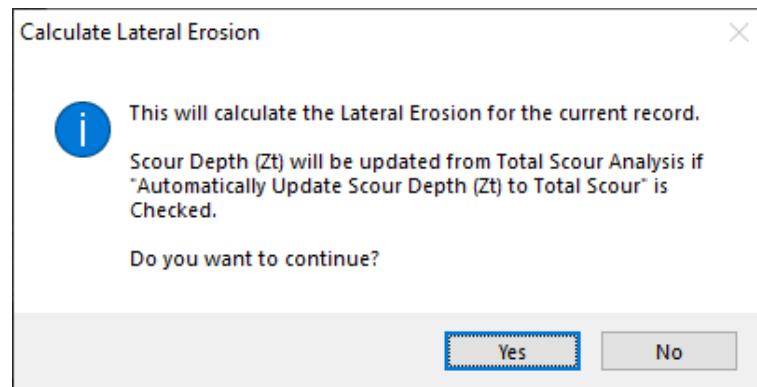 Calculate Lateral Erosion
This will calculate the Lateral Erosion for the current record.
Scour Depth (Zt) will be updated from Total Scour Analysis if
"Automatically Update Scour Depth (Zt) to Total Scour" is
Checked.
Do you want to continue?
Yes
No